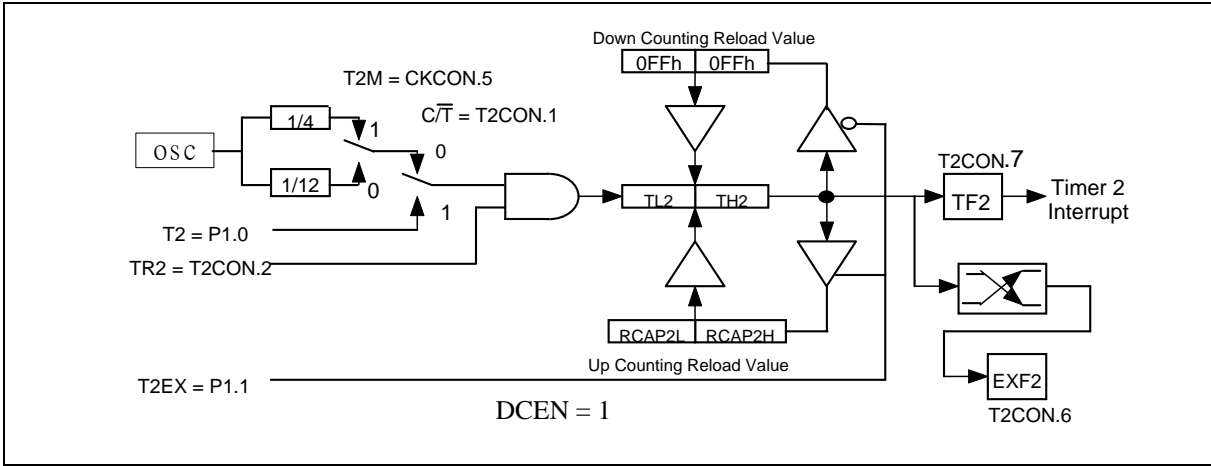 Down Counting Reload Value
0FFh 0FFh
T2M = CKCON.5
C/T̅ = T2CON.1
1/4
1
0
OSC
T2CON.7
1/12
0
TL2 TH2
TF2
Timer 2
Interrupt
1
T2 = P1.0
TR2 = T2CON.2
RCAP2L RCAP2H
Up Counting Reload Value
T2EX = P1.1
EXF2
DCEN = 1
T2CON.6